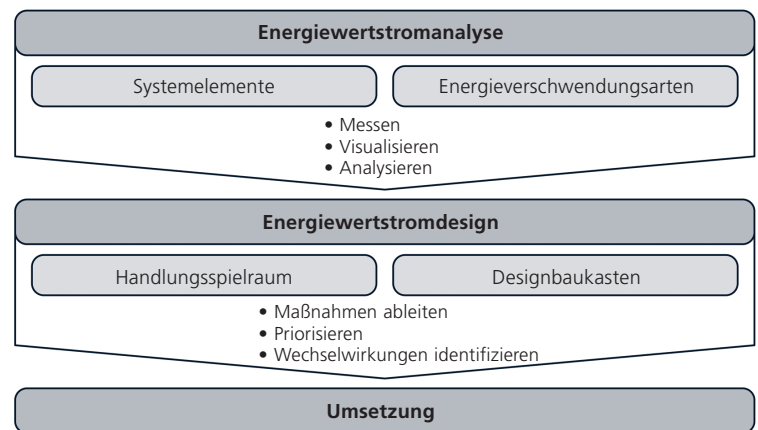 Energiewertstromanalyse
Systemelemente
Energieverschwendungsarten
• Messen
• Visualisieren
• Analysieren
Energiewertstromdesign
Handlungsspielraum
Designbaukasten
• Maßnahmen ableiten
• Priorisieren
• Wechselwirkungen identifizieren
Umsetzung